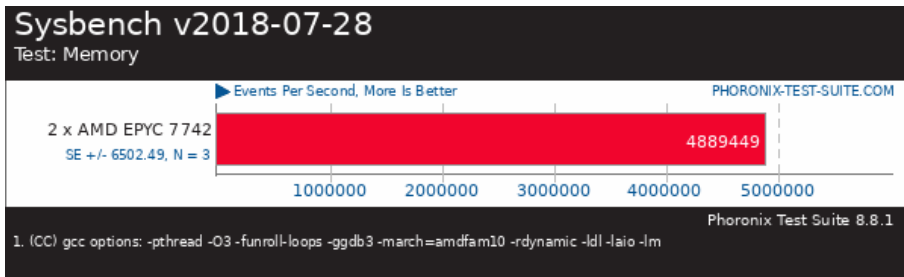 Sysbench v2018-07-28
Test: Memory
Events Per Second, More Is Better PHORONIX-TEST-SUITE.COM
2 x AMD EPYC 7742
4889449
SE +/- 6502.49, N = 3
1000000 2000000 3000000 4000000 5000000
Phoronix Test Suite 8.8.1
1. (CC) gcc options: -pthread -O3 -funroll-loops -ggdb3 -march=amdfam10 -rdynamic -ldl -laio -lm